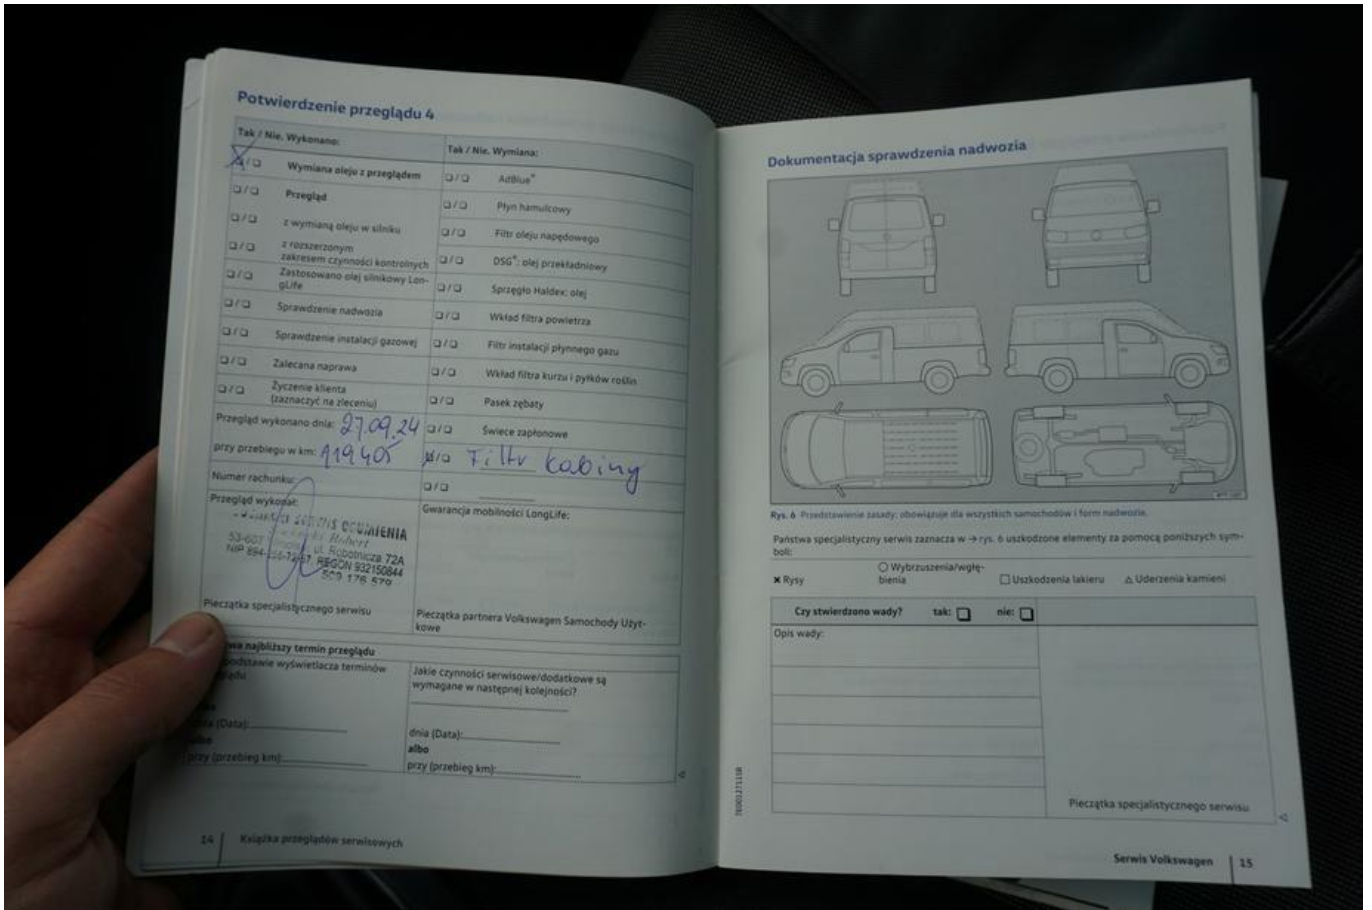 Potwierdzenie przeglądu 4
Tak / Nie. Wykonano:
Wymiana oleju z przeglądem
Przegląd
z wymianą oleju w silniku
z rozszerzonym
zakresem czynności kontrolnych
Zastosowano olej silnikowy Lon-
gLife
Sprawdzenie nadwozia
Sprawdzenie instalacji gazowej
Zalecana naprawa
Życzenie klienta
(zaznaczyć na zleceniu)
Przegląd wykonano dnia: 27.09.24
przy przebiegu w km: 119405
Numer rachunku:
Przegląd wykonał:
Robert
53-607 ul. Robotnicza 72A
NIP 894- REGON 932150844
Pieczątka specjalistycznego serwisu
Tak / Nie. Wymiana:
AdBlue®
Płyn hamulcowy
Filtr oleju napędowego
DSG®: olej przekładniowy
Sprzęgło Haldex: olej
Wkład filtra powietrza
Filtr instalacji płynnego gazu
Wkład filtra kurzu i pyłków roślin
Pasek zębaty
Świece zapłonowe
Filtr kabiny
Gwarancja mobilności LongLife:
Pieczątka partnera Volkswagen Samochody Użyt-
kowe
najbliższy termin przeglądu
podstawie wyświetlacza terminów
(Data):
przy (przebieg km):
Jakie czynności serwisowe/dodatkowe są
wymagane w następnej kolejności?
dnia (Data):
albo
przy (przebieg km):
14 Książka przeglądów serwisowych
Dokumentacja sprawdzenia nadwozia
Rys. 6 Przedstawienie zasady: obowiązuje dla wszystkich samochodów i form nadwozia.
Państwa specjalistyczny serwis zaznacza w → rys. 6 uszkodzone elementy za pomocą poniższych sym-
boli:
✖ Rysy
○ Wybrzuszenia/wgłę-
bienia
□ Uszkodzenia lakieru
△ Uderzenia kamieni
Czy stwierdzono wady? tak: nie:
Opis wady:
Pieczątka specjalistycznego serwisu
Serwis Volkswagen 15